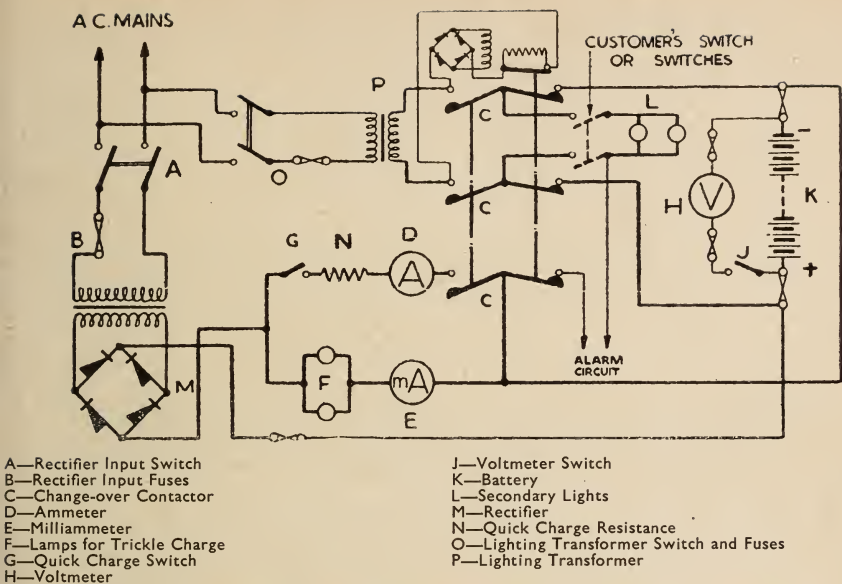 A C. MAINS
P
CUSTOMER'S SWITCH
OR SWITCHES
L
C
A
O
H
V
K
-
B
C
J
+
G
N
D
A
C
M
F
mA
E
ALARM
CIRCUIT
A—Rectifier Input Switch
B—Rectifier Input Fuses
C—Change-over Contactor
D—Ammeter
E—Milliammeter
F—Lamps for Trickle Charge
G—Quick Charge Switch
H—Voltmeter
J—Voltmeter Switch
K—Battery
L—Secondary Lights
M—Rectifier
N—Quick Charge Resistance
O—Lighting Transformer Switch and Fuses
P—Lighting Transformer